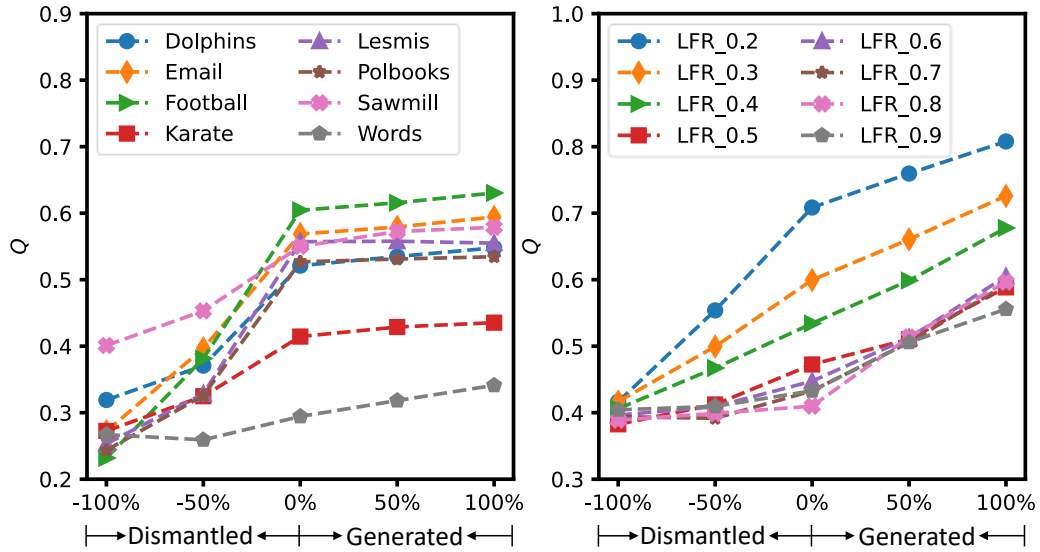 0.9
0.8
0.7
0.6
0.5
0.4
0.3
0.2
Q
Dolphins
Email
Football
Karate
Lesmis
Polbooks
Sawmill
Words
-100% -50% 0% 50% 100%
Dismantled Generated
1.0
0.9
0.8
0.7
0.6
0.5
0.4
0.3
Q
LFR_0.2
LFR_0.3
LFR_0.4
LFR_0.5
LFR_0.6
LFR_0.7
LFR_0.8
LFR_0.9
-100% -50% 0% 50% 100%
Dismantled Generated